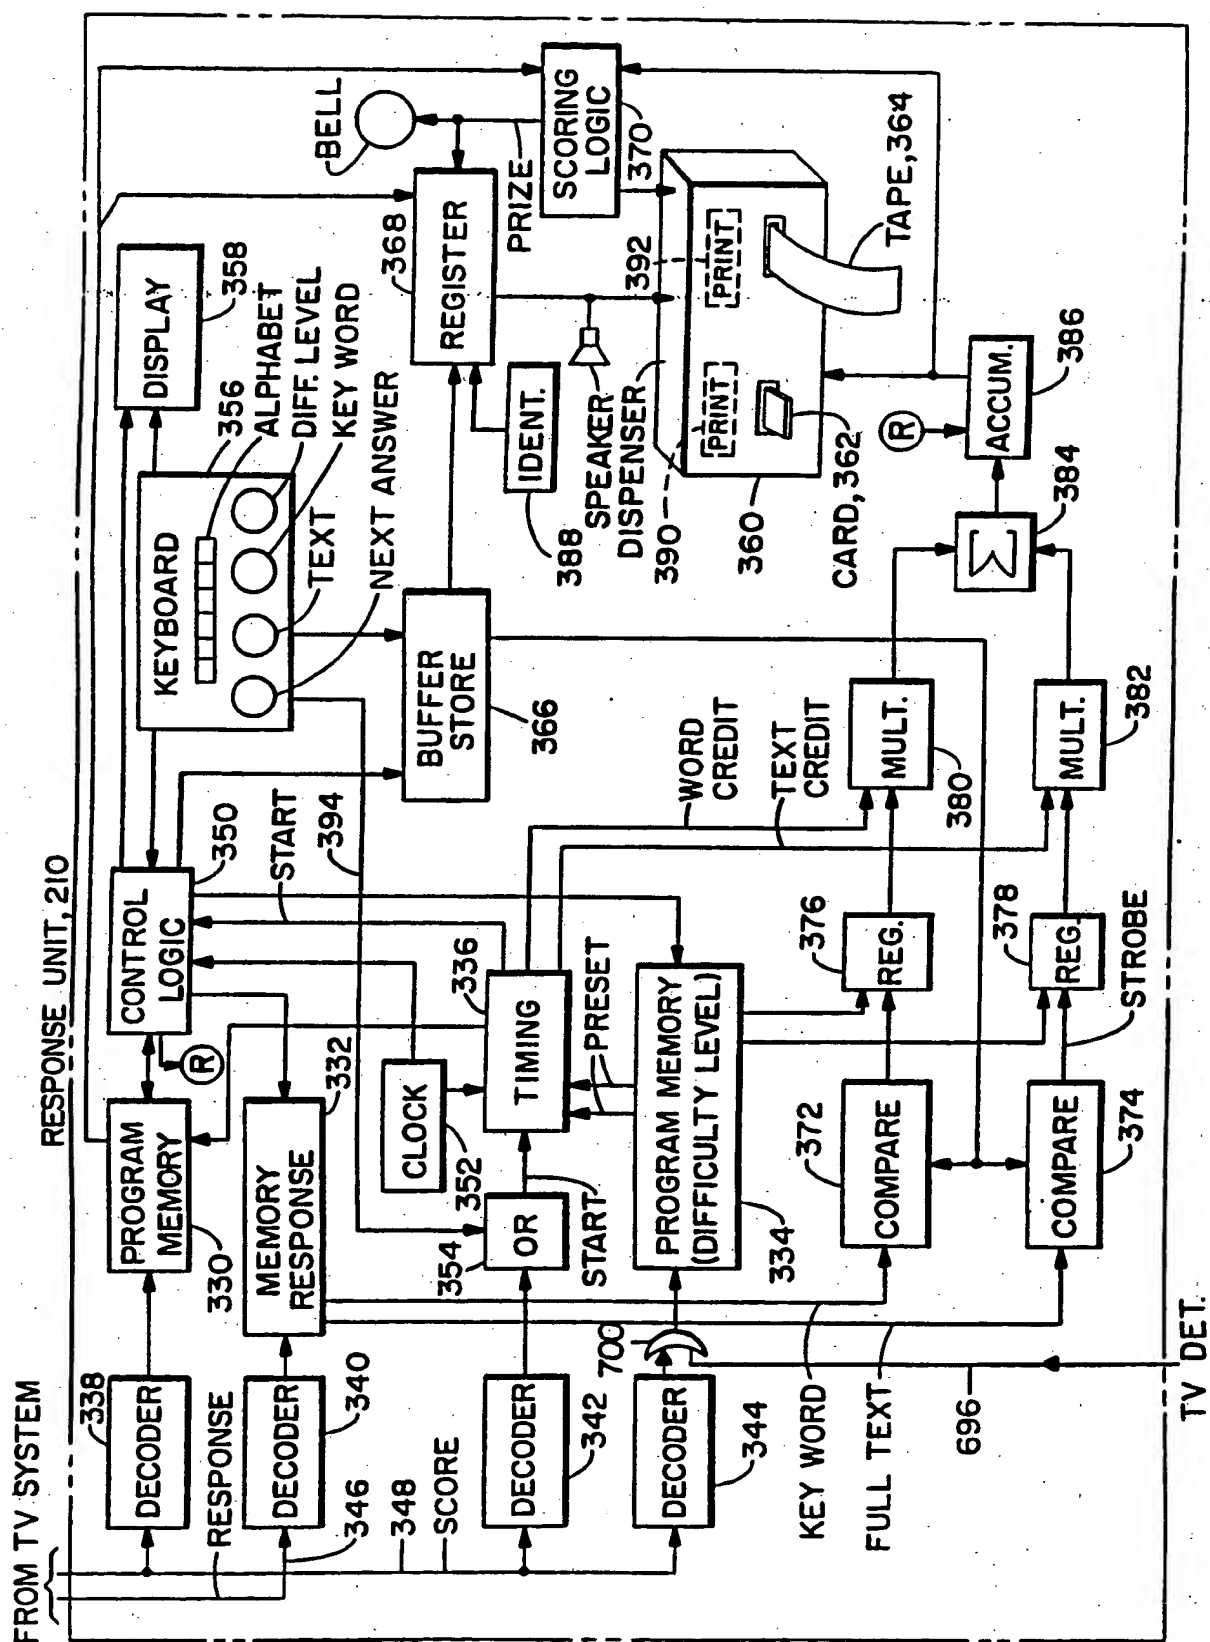 RESPONSE UNIT, 210
FROM TV SYSTEM
338
DECODER
RESPONSE
DECODER
340
346
348
SCORE
DECODER
342
DECODER
344
700
KEY WORD
FULL TEXT
696
TV DET.
PROGRAM
MEMORY
330
R
MEMORY
RESPONSE
332
CLOCK
352
354
OR
START
TIMING
336
PRESET
PROGRAM MEMORY
(DIFFICULTY LEVEL)
334
372
COMPARE
COMPARE
374
CONTROL
LOGIC
350
START
394
376
REG.
378
REG.
STROBE
WORD
CREDIT
TEXT
CREDIT
MULT.
380
MULT.
382
KEYBOARD
356
ALPHABET
DIFF. LEVEL
KEY WORD
TEXT
NEXT ANSWER
DISPLAY
358
BUFFER
STORE
366
368
REGISTER
IDENT.
388
BELL
PRIZE
SCORING
LOGIC
370
SPEAKER
DISPENSER
390
PRINT
392
PRINT
360
CARD, 362
TAPE, 364
Σ
384
R
ACCUM.
386